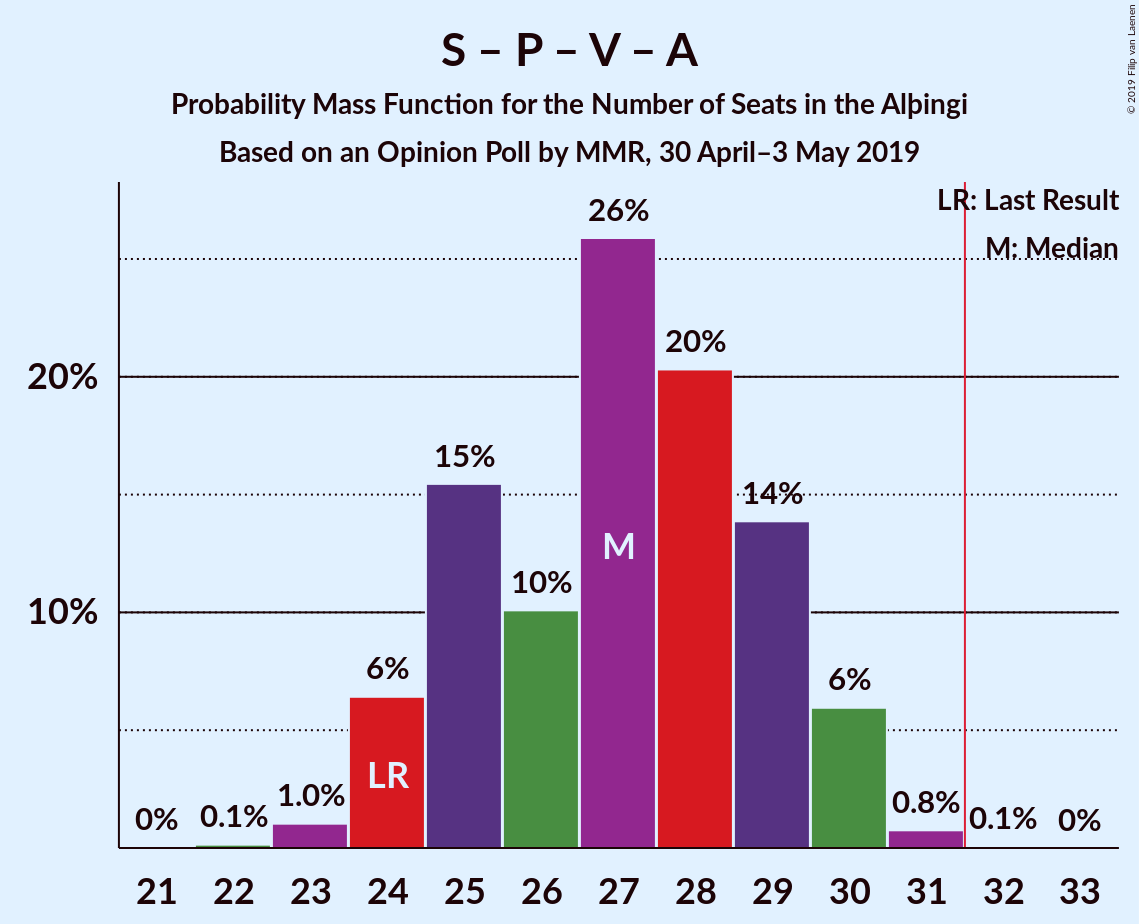 S – P – V – A
Probability Mass Function for the Number of Seats in the Alþingi
Based on an Opinion Poll by MMR, 30 April–3 May 2019
© 2019 Filip van Laenen
LR: Last Result
M: Median
26%
20%
20%
15%
14%
10%
10%
6%
6%
1.0%
0.8%
0%
0.1%
0.1%
0%
M
LR
21 22 23 24 25 26 27 28 29 30 31 32 33